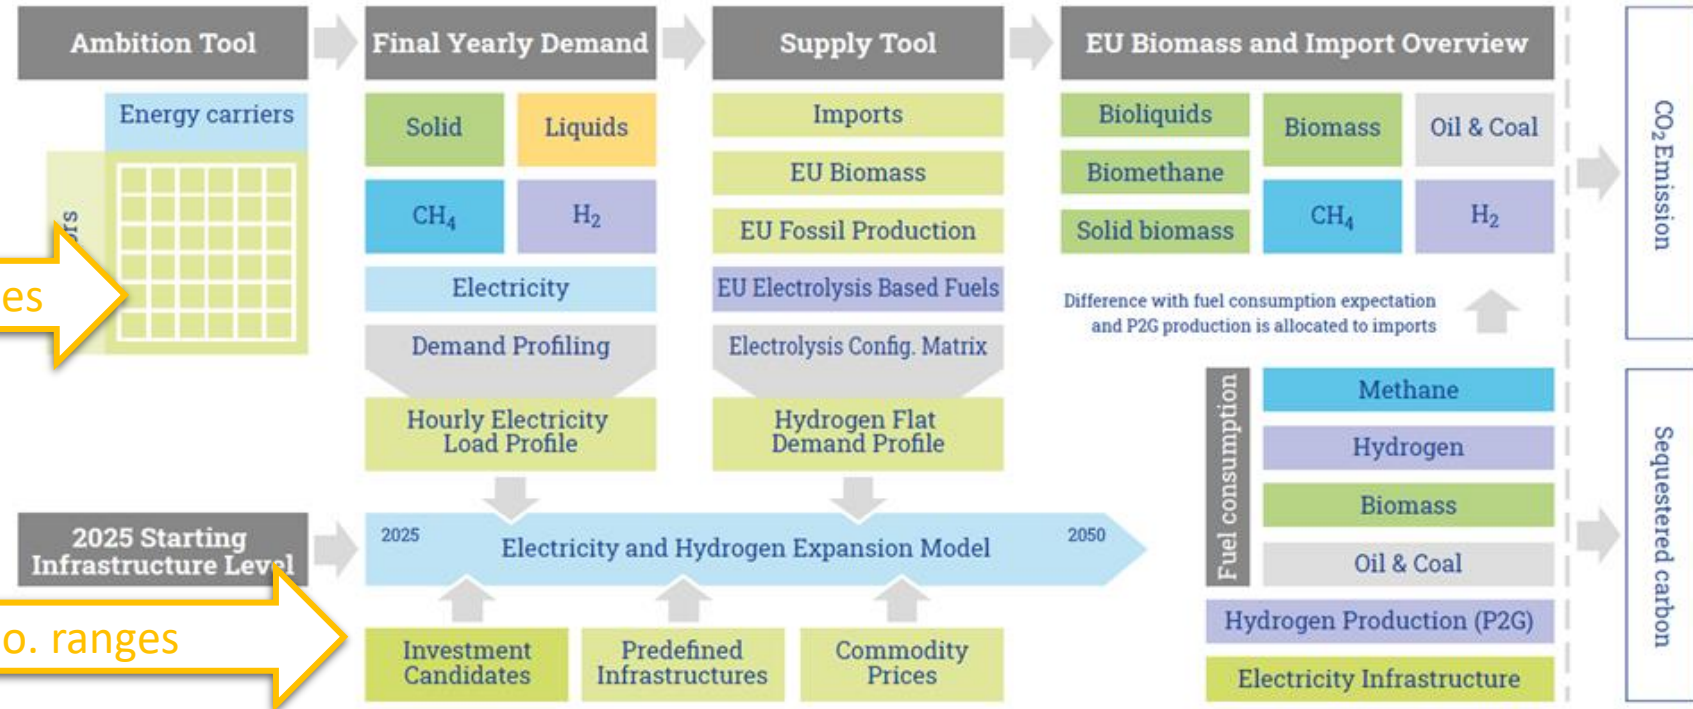 Ambition Tool
Final Yearly Demand
Supply Tool
EU Biomass and Import Overview
Energy carriers
Solid
Liquids
CH₄
H₂
Electricity
Demand Profiling
Hourly Electricity
Load Profile
Imports
EU Biomass
EU Fossil Production
EU Electrolysis Based Fuels
Electrolysis Config. Matrix
Hydrogen Flat
Demand Profile
Bioliquids
Biomethane
Solid biomass
Biomass
Oil & Coal
CH₄
H₂
Difference with fuel consumption expectation
and P2G production is allocated to imports
CO₂ Emission
2025 Starting
Infrastructure Level
2025
Electricity and Hydrogen Expansion Model
2050
o. ranges
Investment
Candidates
Predefined
Infrastructures
Commodity
Prices
Fuel consumption
Methane
Hydrogen
Biomass
Oil & Coal
Hydrogen Production (P2G)
Electricity Infrastructure
Sequestered carbon